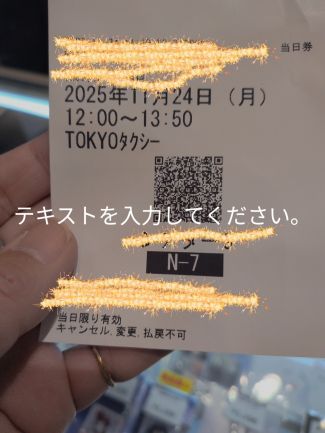 当日券
2025年11月24日（月）
12:00～13:50
TOKYOﾀｸｼｰ
テキストを入力してください。
N-7
当日限り有効
キャンセル、変更、払戻不可